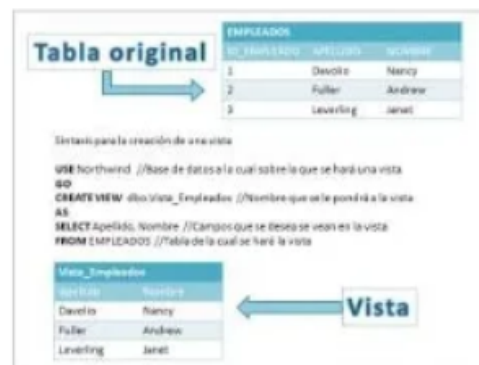 EMPLEADOS
Tabla original
ID_EMPLEADO APELLIDO NOMBRE
1 Davolio Nancy
2 Fuller Andrew
3 Leverling Janet
Sintaxis para la creación de una vista
USE Northwind //Base de datos a la cual sobre la que se hará una vista
GO
CREATE VIEW dbo.Vista_Empleados //Nombre que se le pondrá a la vista
AS
SELECT Apellido, Nombre //Campos que se desea se vean en la vista
FROM EMPLEADOS //Tabla de la cual se hará la vista
Vista_Empleados
Apellido Nombre
Davolio Nancy
Fuller Andrew
Leverling Janet
Vista